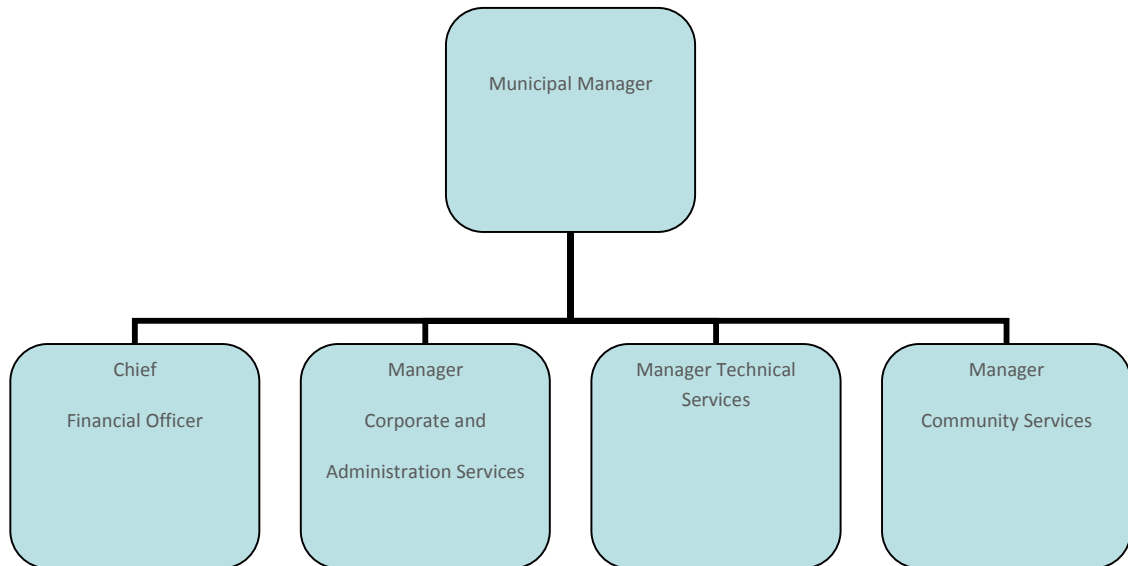 Municipal Manager
Chief
Financial Officer
Manager
Corporate and
Administration Services
Manager Technical
Services
Manager
Community Services